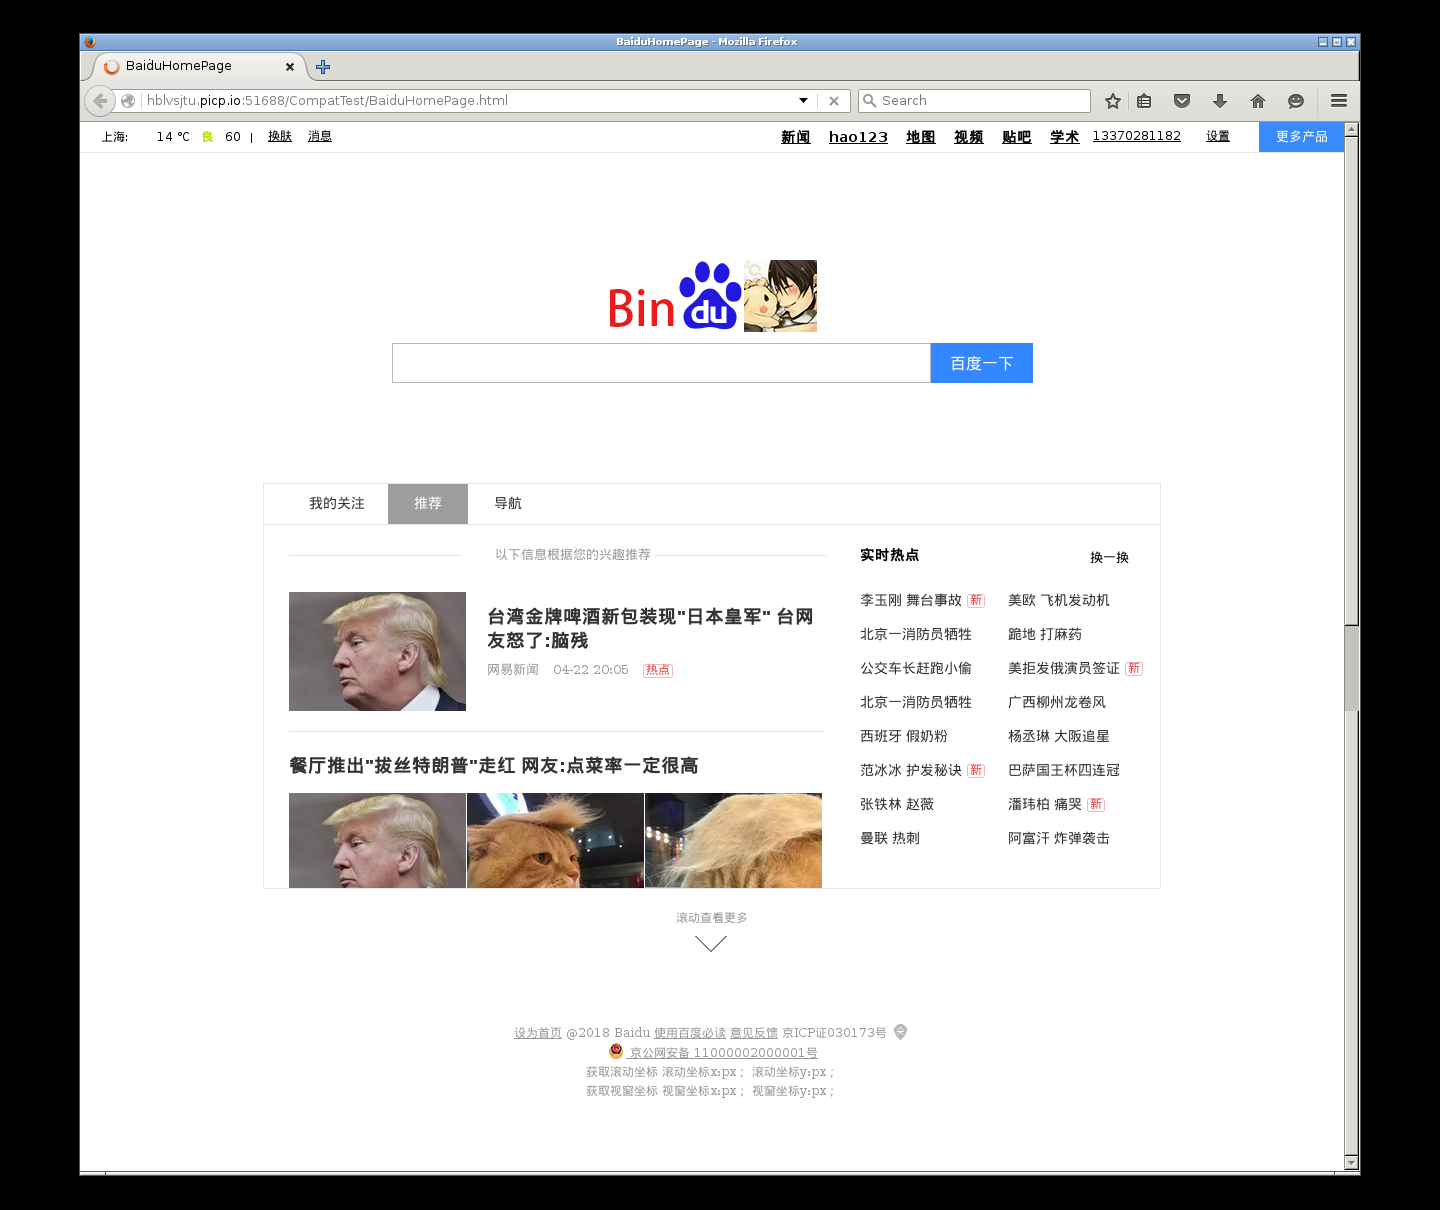 BaiduHomePage - Mozilla Firefox
BaiduHomePage
hblvsjtu.picp.io:51688/CompatTest/BaiduHomePage.html
Search
上海: 14 ℃ 良 60 | 换肤 消息
新闻 hao123 地图 视频 贴吧 学术 13370281182 设置 更多产品
Bin du
百度一下
我的关注 推荐 导航
以下信息根据您的兴趣推荐
台湾金牌啤酒新包装现"日本皇军" 台网
友怒了:脑残
网易新闻 04-22 20:05 热点
餐厅推出"拔丝特朗普"走红 网友:点菜率一定很高
实时热点 换一换
李玉刚 舞台事故 新 美欧 飞机发动机
北京一消防员牺牲 跪地 打麻药
公交车长赶跑小偷 美拒发俄演员签证 新
北京一消防员牺牲 广西柳州龙卷风
西班牙 假奶粉 杨丞琳 大阪追星
范冰冰 护发秘诀 新 巴萨国王杯四连冠
张铁林 赵薇 潘玮柏 痛哭 新
曼联 热刺 阿富汗 炸弹袭击
滚动查看更多
设为首页 @2018 Baidu 使用百度必读 意见反馈 京ICP证030173号
京公网安备 11000002000001号
获取滚动坐标 滚动坐标x:px； 滚动坐标y:px；
获取视窗坐标 视窗坐标x:px； 视窗坐标y:px；